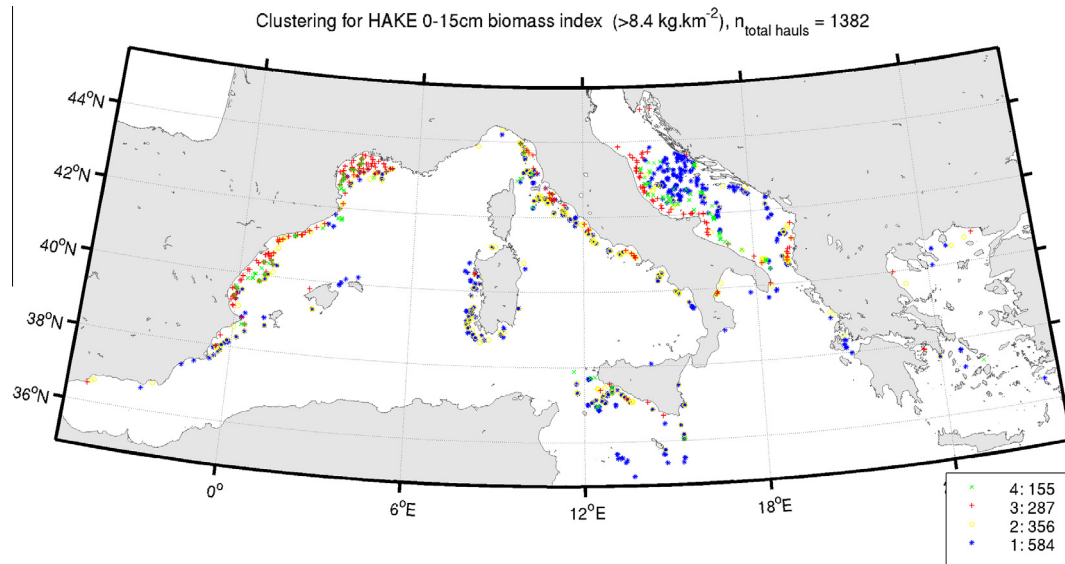 Clustering for HAKE 0-15cm biomass index (>8.4 kg.km⁻²), n_total hauls = 1382
44°N
42°N
40°N
38°N
36°N
0°
6°E
12°E
18°E
4: 155
3: 287
2: 356
1: 584